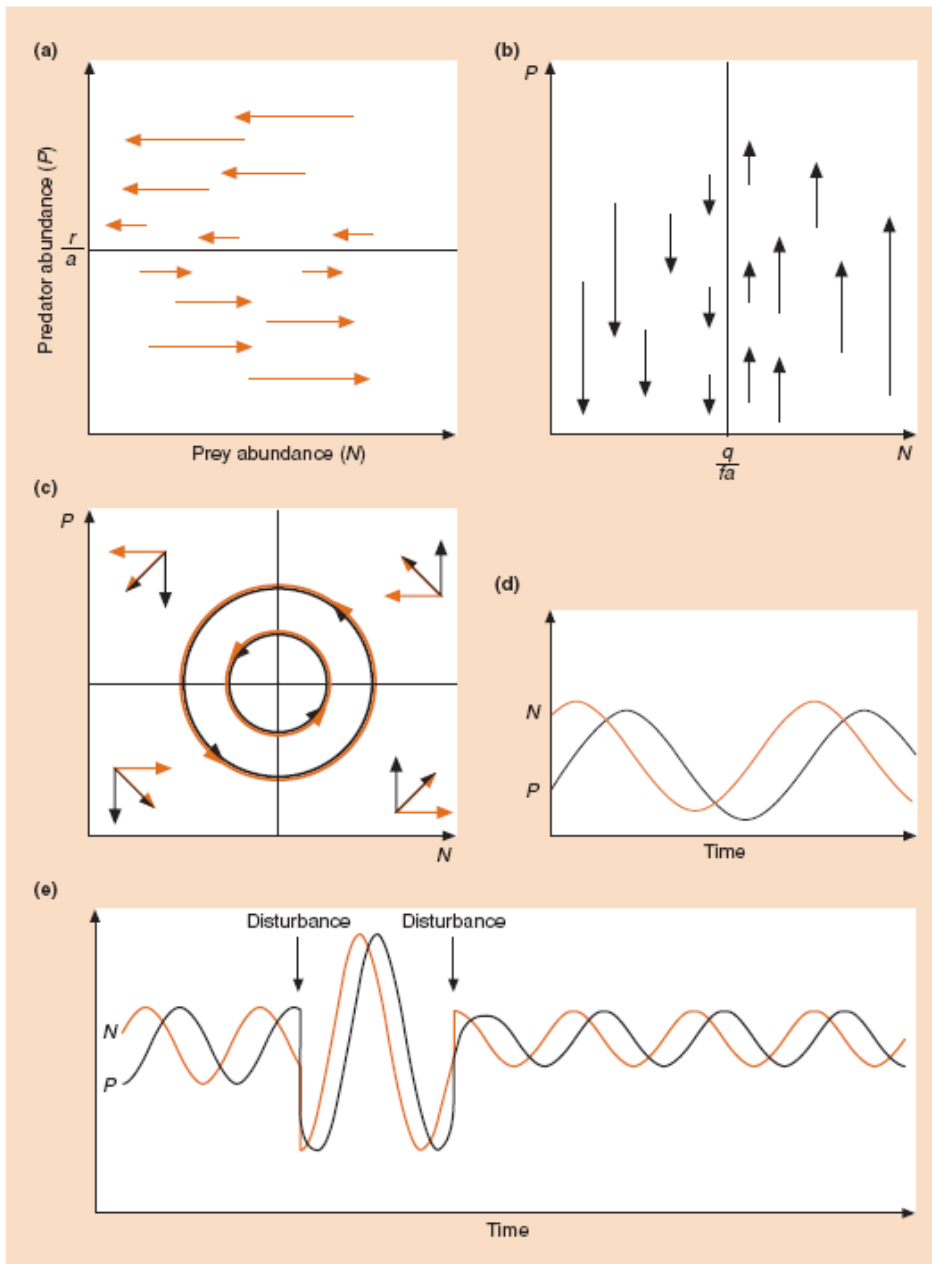 (a)
Predator abundance (P)
r
a
Prey abundance (N)
(b)
P
q
fa
N
(c)
P
N
(d)
N
P
Time
(e)
Disturbance Disturbance
N
P
Time